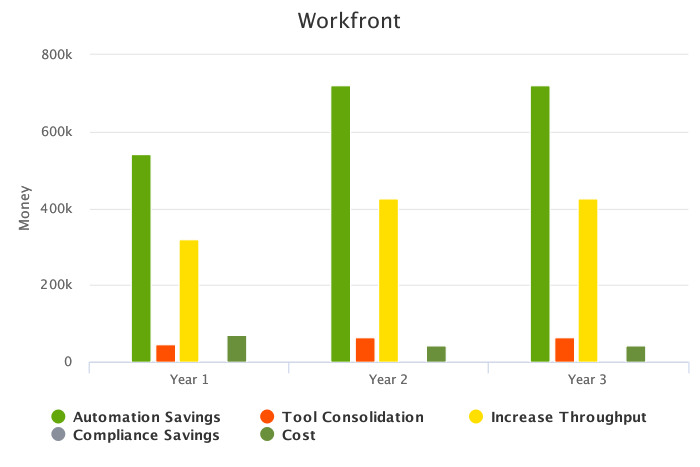 Workfront
800k
600k
400k
200k
0
Money
Year 1 Year 2 Year 3
Automation Savings Tool Consolidation Increase Throughput
Compliance Savings Cost